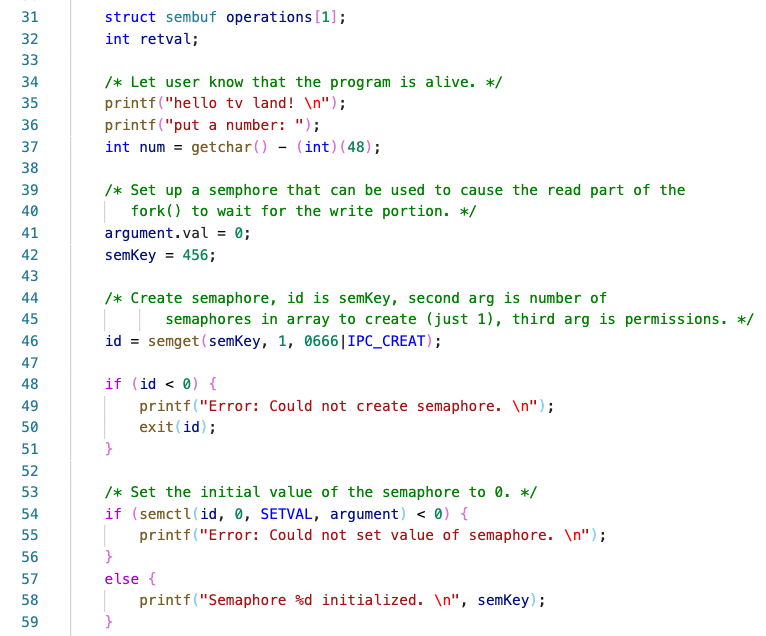 31 struct sembuf operations[1];
32 int retval;
33
34 /* Let user know that the program is alive. */
35 printf("hello tv land! \n");
36 printf("put a number: ");
37 int num = getchar() - (int)(48);
38
39 /* Set up a semphore that can be used to cause the read part of the
40 fork() to wait for the write portion. */
41 argument.val = 0;
42 semKey = 456;
43
44 /* Create semaphore, id is semKey, second arg is number of
45 semaphores in array to create (just 1), third arg is permissions. */
46 id = semget(semKey, 1, 0666|IPC_CREAT);
47
48 if (id < 0) {
49 printf("Error: Could not create semaphore. \n");
50 exit(id);
51 }
52
53 /* Set the initial value of the semaphore to 0. */
54 if (semctl(id, 0, SETVAL, argument) < 0) {
55 printf("Error: Could not set value of semaphore. \n");
56 }
57 else {
58 printf("Semaphore %d initialized. \n", semKey);
59 }